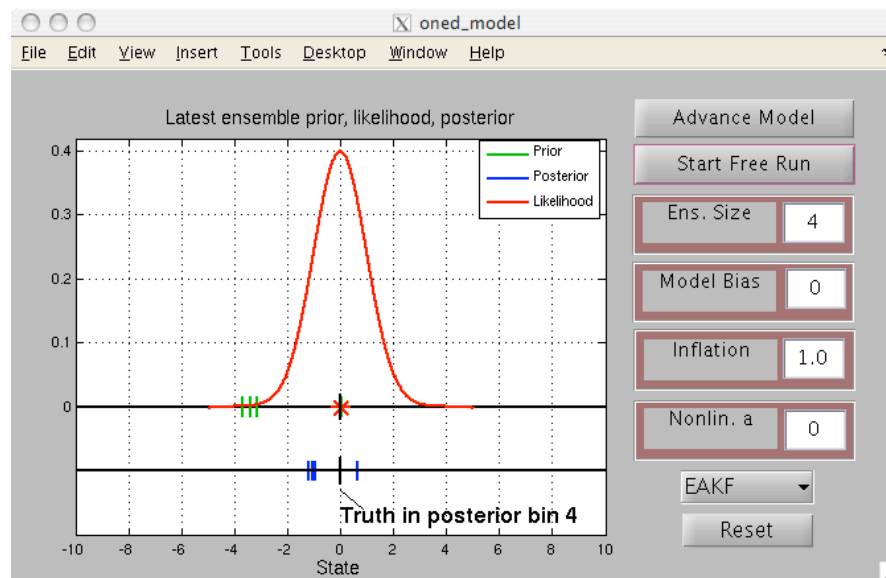 X oned_model
File Edit View Insert Tools Desktop Window Help
Latest ensemble prior, likelihood, posterior
Prior
Posterior
Likelihood
0.4
0.3
0.2
0.1
0
Truth in posterior bin 4
-10 -8 -6 -4 -2 0 2 4 6 8 10
State
Advance Model
Start Free Run
Ens. Size 4
Model Bias 0
Inflation 1.0
Nonlin. a 0
EAKF
Reset